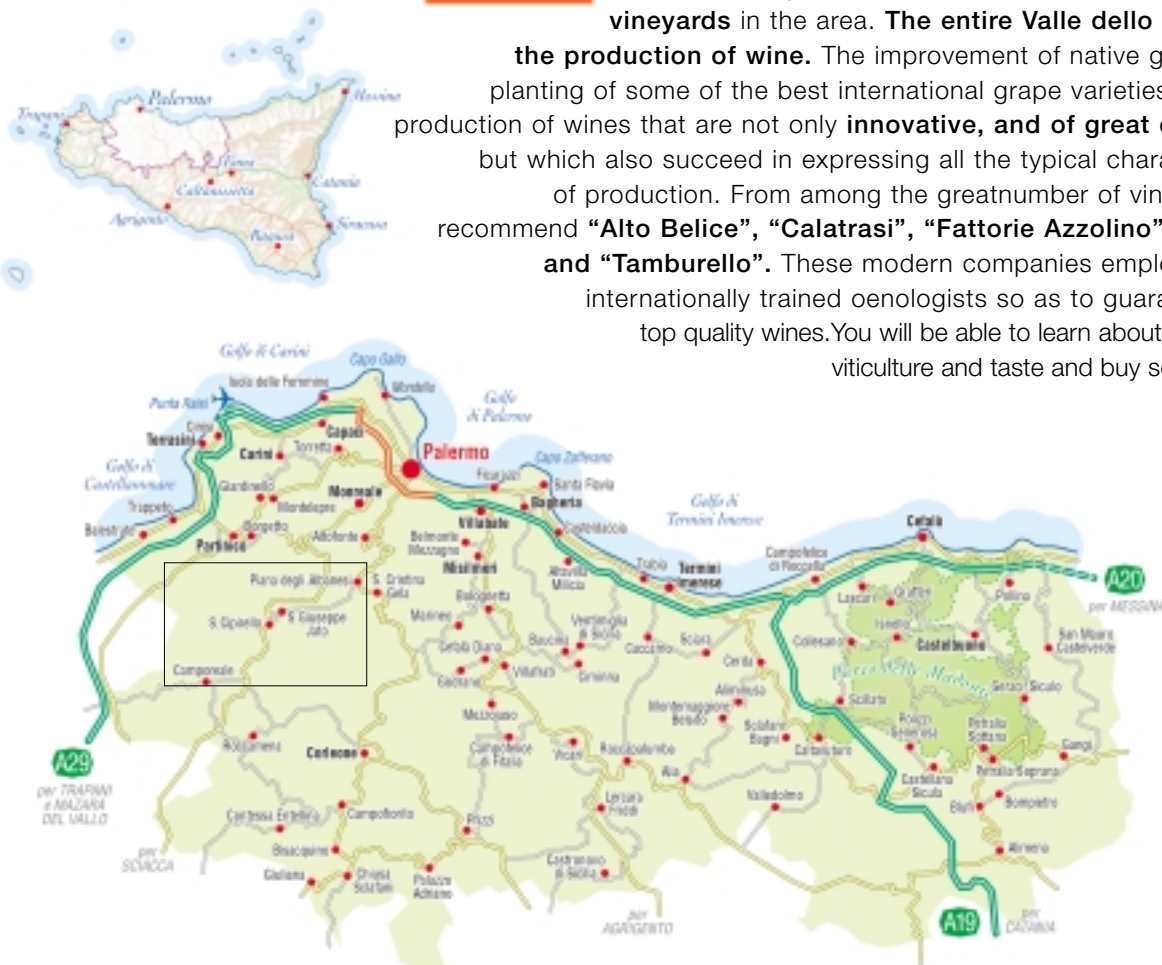 vineyards in the area. The entire Valle dello
the production of wine. The improvement of native g
planting of some of the best international grape varieties
production of wines that are not only innovative, and of great
but which also succeed in expressing all the typical chara
of production. From among the greatnumber of vin
recommend “Alto Belice”, “Calatrasi”, “Fattorie Azzolino”
and “Tamburello”. These modern companies emplo
internationally trained oenologists so as to guara
top quality wines.You will be able to learn about
viticulture and taste and buy s
Palermo
Messina
Trapani
Enna
Caltanissetta
Catania
Agrigento
Siracusa
Ragusa
Golfo di Carini
Capo Gallo
Isola delle Femmine
Mondello
Punta Raisi
Golfo
di Palermo
Cinisi
Terrasini
Capaci
Carini
Torretta
Palermo
Capo Zafferano
Golfo di
Castellammare
Ficarazzi
Santa Flavia
Giardinello
Montelepre
Monreale
Bagheria
Golfo di
Termini Imerese
Trappeto
Villabate
Balestrate
Borgetto
Partinico
Altofonte
Belmonte
Mezzagno
Casteldaccia
Cefalù
Misilmeri
Altavilla
Milicia
Trabia
Termini
Imerese
Campofelice
di Roccella
A20
per MESSINA
Piana degli Albanesi
S. Cristina
Gela
Bolognetta
Lascari
Gratteri
Pollina
S. Cipirello
S. Giuseppe
Jato
Marineo
Ventimiglia
di Sicilia
Baucina
Ciminna
Caccamo
Sciara
Collesano
Isnello
Castelbuono
San Mauro
Castelverde
Camporeale
Cefalà Diana
Villafrati
Godrano
Cerda
Parco delle Madonie
Mezzojuso
Aliminusa
Montemaggiore
Belsito
Scillato
Geraci Siculo
Roccamena
Corleone
Campofelice
di Fitalia
Vicari
Roccapalumba
Sclafani
Bagni
Caltavuturo
Polizzi
Generosa
Petralia
Sottana
Gangi
A29
per TRAPANI
e MAZARA
DEL VALLO
Alia
Castellana
Sicula
Petralia Soprana
Contessa Entellina
Campofiorito
Lercara
Friddi
Valledolmo
Blufi
Bompietro
per
SCIACCA
Bisacquino
Prizzi
Alimena
Giuliana
Chiusa
Sclafani
Palazzo
Adriano
Castronovo
di Sicilia
per
AGRIGENTO
A19
per
CATANIA